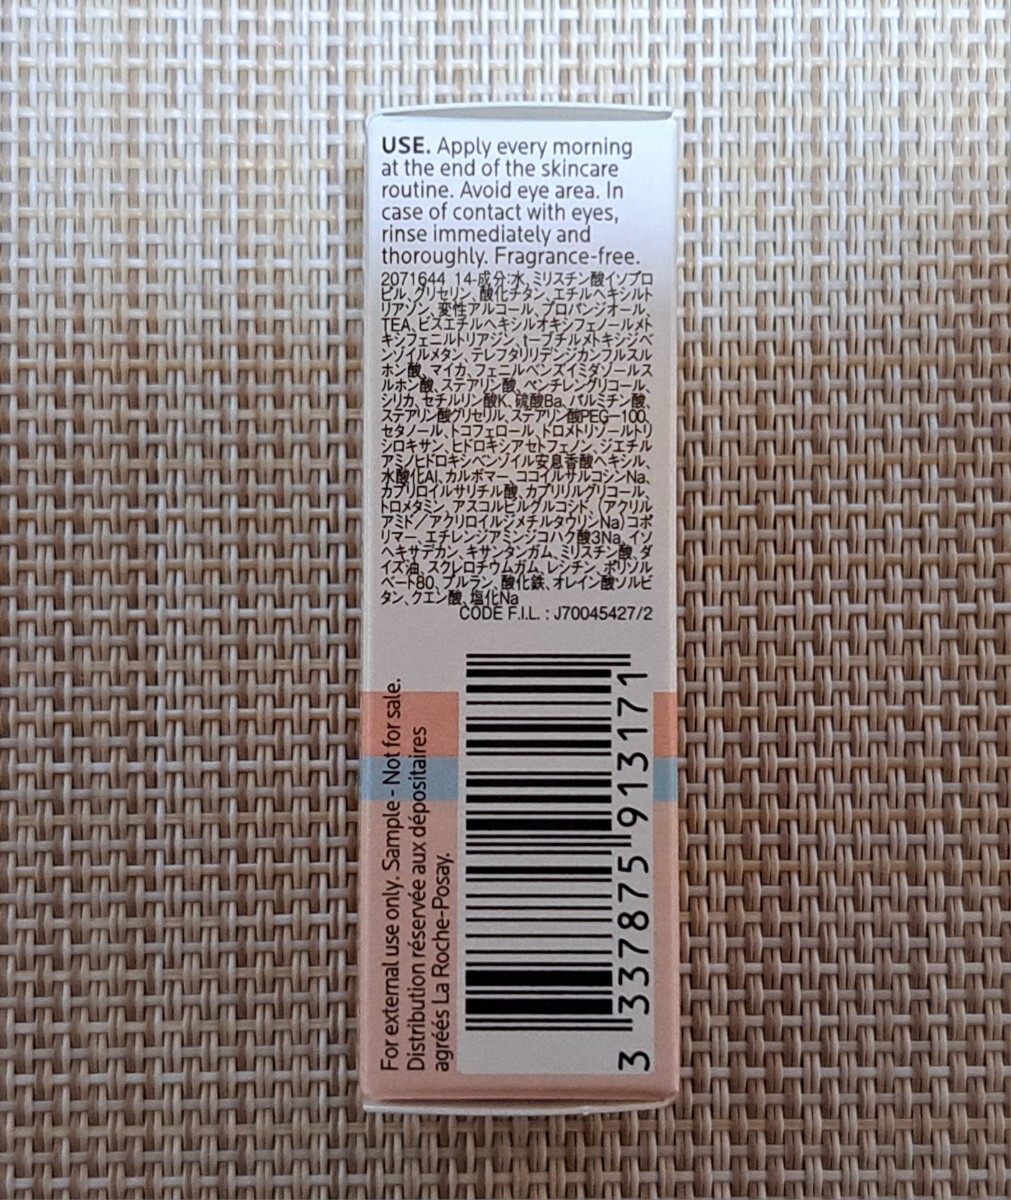 USE. Apply every morning
at the end of the skincare
routine. Avoid eye area. In
case of contact with eyes,
rinse immediately and
thoroughly. Fragrance-free.
2071644 14-成分:水、ミリスチン酸イソプロ
ピル、グリセリン、酸化チタン、エチルヘキシルト
リアゾン、変性アルコール、プロパンジオール、
TEA、ビスエチルヘキシルオキシフェノールメト
キシフェニルトリアジン、t-ブチルメトキシジベ
ンゾイルメタン、テレフタリリデンジカンフルスル
ホン酸、マイカ、フェニルベンズイミダゾールス
ルホン酸、ステアリン酸、ペンチレングリコール、
シリカ、セチルリン酸K、硫酸Ba、パルミチン酸、
ステアリン酸グリセリル、ステアリン酸PEG-100、
セタノール、トコフェロール、ドロメトリゾールトリ
シロキサン、ヒドロキシアセトフェノン、ジエチル
アミノヒドロキシベンゾイル安息香酸ヘキシル、
水酸化Al、カルボマー、ココイルサルコシンNa、
カプリロイルサリチル酸、カプリリルグリコール、
トロメタミン、アスコルビルグルコシド、(アクリル
アミド/アクリロイルジメチルタウリンNa)コポ
リマー、エチレンジアミンジコハク酸3Na、イソ
ヘキサデカン、キサンタンガム、ミリスチン酸、ダ
イズ油、スクレロチウムガム、レシチン、ポリソル
ベート80、プルラン、酸化鉄、オレイン酸ソルビ
タン、クエン酸、塩化Na
CODE F.I.L. : J70045427/2
For external use only. Sample - Not for sale.
Distribution réservée aux dépositaires
agréés La Roche-Posay.
3 337875 913171